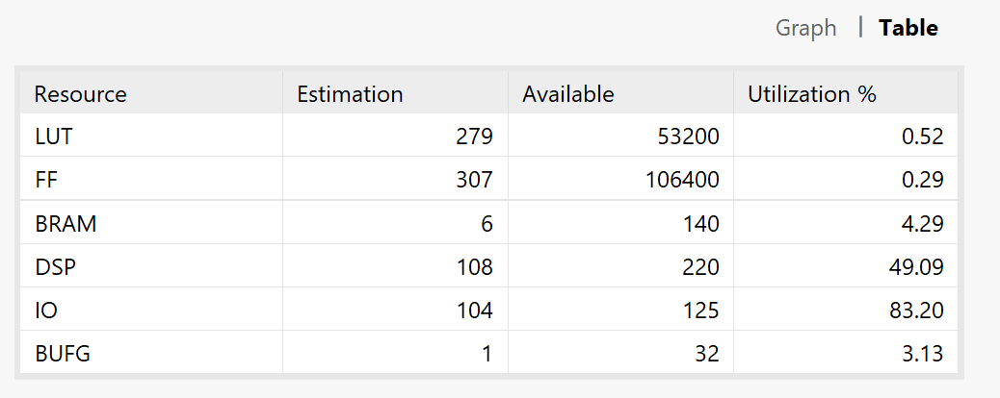 Graph | Table
Resource Estimation Available Utilization %
LUT 279 53200 0.52
FF 307 106400 0.29
BRAM 6 140 4.29
DSP 108 220 49.09
IO 104 125 83.20
BUFG 1 32 3.13